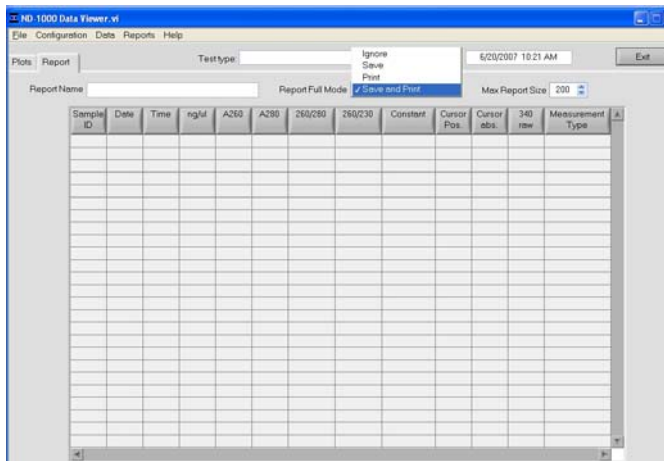 ND-1000 Data Viewer.vi
File Configuration Data Reports Help
Plots Report
Test type:
Ignore
Save
Print
✓ Save and Print
6/20/2007 10:21 AM
Exit
Report Name
Report Full Mode
Max Report Size 200
Sample ID Date Time ng/ul A260 A280 260/280 260/230 Constant Cursor Pos. Cursor abs. 340 raw Measurement Type